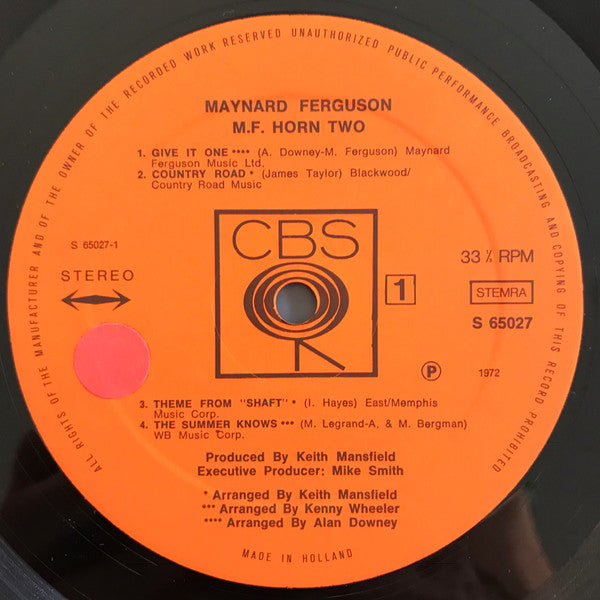 ALL RIGHTS OF THE MANUFACTURER AND OF THE OWNER OF THE RECORDED WORK RESERVED UNAUTHORIZED PUBLIC PERFORMANCE BROADCASTING AND COPYING OF THIS RECORD PROHIBITED
MAYNARD FERGUSON
M.F. HORN TWO
1. GIVE IT ONE **** (A. Downey-M. Ferguson) Maynard
Ferguson Music Ltd.
2. COUNTRY ROAD * (James Taylor) Blackwood/
Country Road Music
CBS
S 65027-1
STEREO
33⅓ RPM
1
STEMRA
S 65027
Ⓟ 1972
3. THEME FROM "SHAFT" * (I. Hayes) East/Memphis
Music Corp.
4. THE SUMMER KNOWS *** (M. Legrand-A, & M. Bergman)
WB Music Corp.
Produced By Keith Mansfield
Executive Producer: Mike Smith
* Arranged By Keith Mansfield
*** Arranged By Kenny Wheeler
**** Arranged By Alan Downey
MADE IN HOLLAND